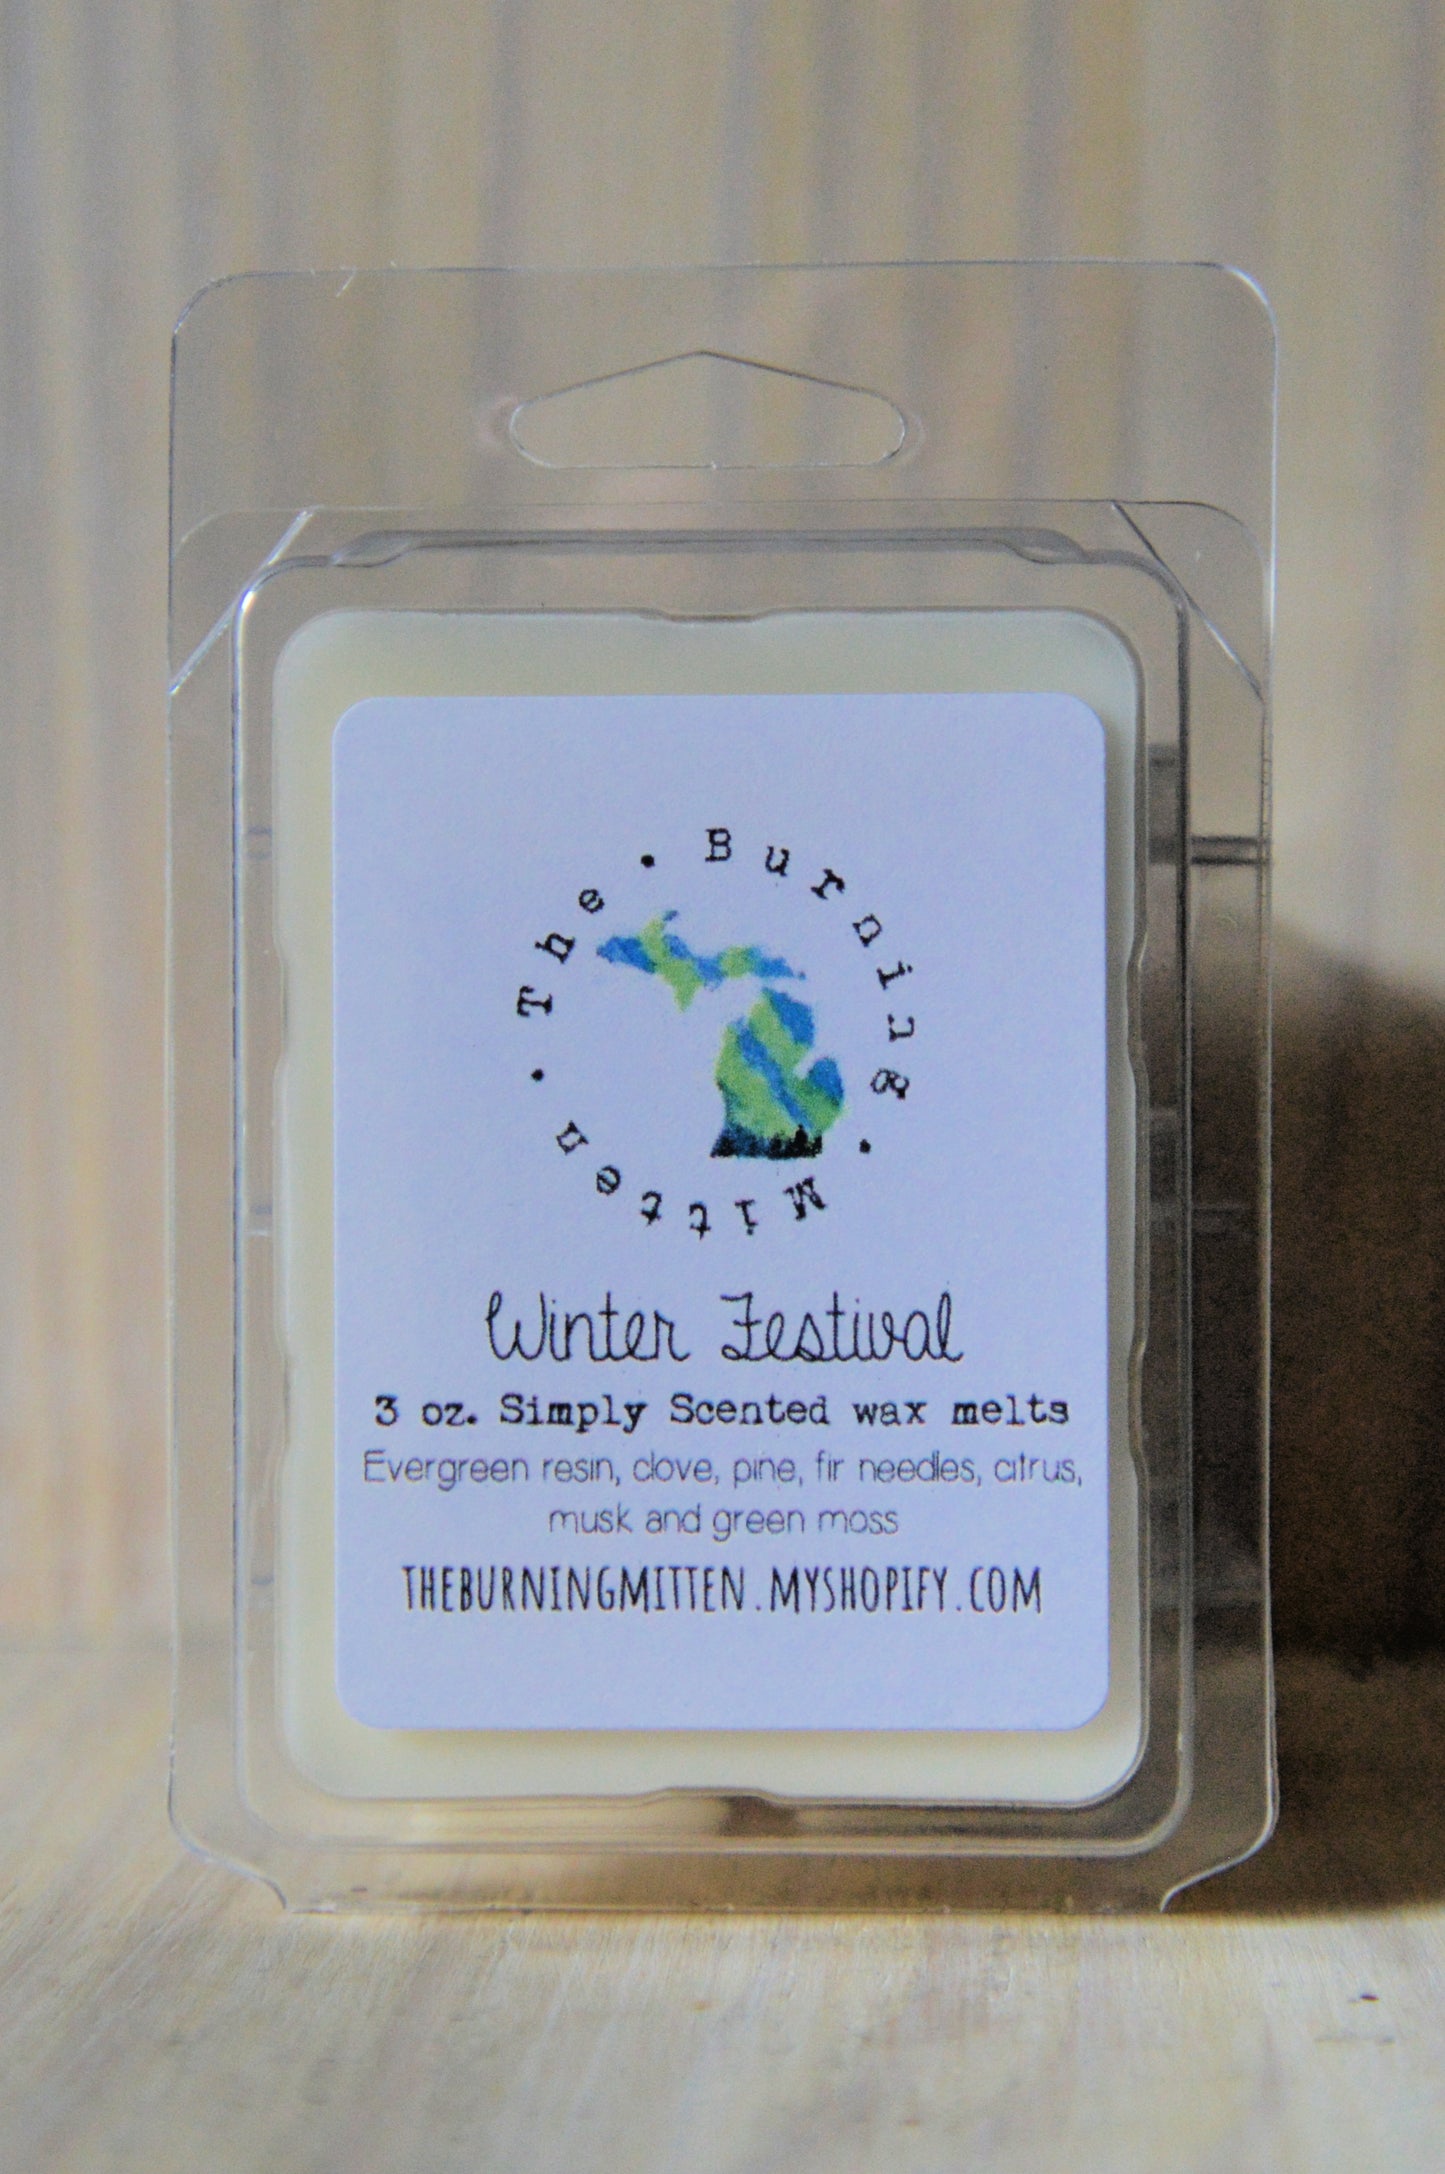 The • Burning • Mitten •
Winter Festival
3 oz. Simply Scented wax melts
Evergreen resin, clove, pine, fir needles, citrus,
musk and green moss
THEBURNINGMITTEN.MYSHOPIFY.COM